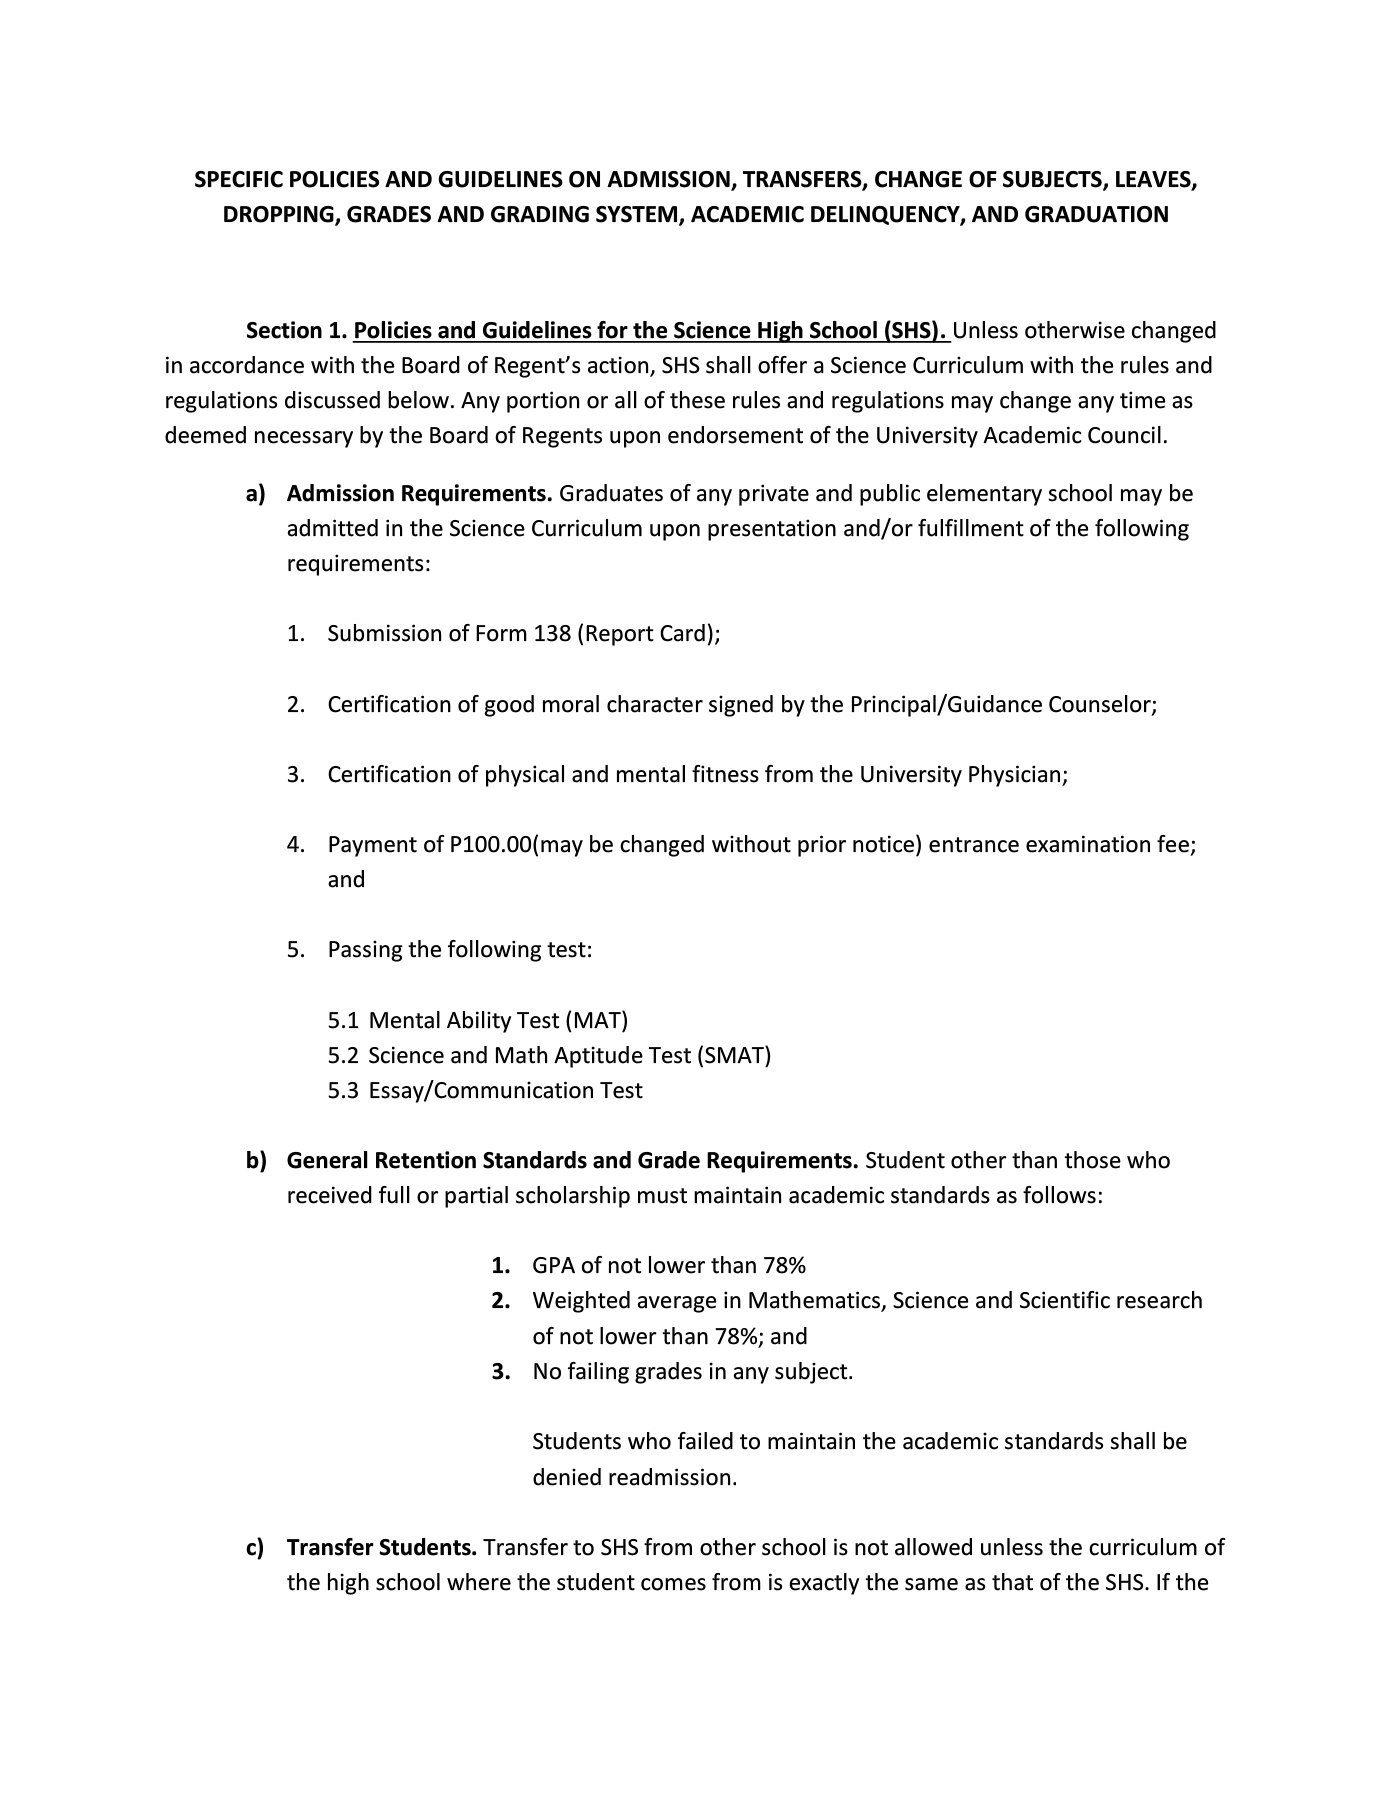 SPECIFIC POLICIES AND GUIDELINES ON ADMISSION, TRANSFERS, CHANGE OF SUBJECTS, LEAVES,
DROPPING, GRADES AND GRADING SYSTEM, ACADEMIC DELINQUENCY, AND GRADUATION
Section 1. Policies and Guidelines for the Science High School (SHS). Unless otherwise changed
in accordance with the Board of Regent’s action, SHS shall offer a Science Curriculum with the rules and
regulations discussed below. Any portion or all of these rules and regulations may change any time as
deemed necessary by the Board of Regents upon endorsement of the University Academic Council.
a) Admission Requirements. Graduates of any private and public elementary school may be
admitted in the Science Curriculum upon presentation and/or fulfillment of the following
requirements:
1. Submission of Form 138 (Report Card);
2. Certification of good moral character signed by the Principal/Guidance Counselor;
3. Certification of physical and mental fitness from the University Physician;
4. Payment of P100.00(may be changed without prior notice) entrance examination fee;
and
5. Passing the following test:
5.1 Mental Ability Test (MAT)
5.2 Science and Math Aptitude Test (SMAT)
5.3 Essay/Communication Test
b) General Retention Standards and Grade Requirements. Student other than those who
received full or partial scholarship must maintain academic standards as follows:
1. GPA of not lower than 78%
2. Weighted average in Mathematics, Science and Scientific research
of not lower than 78%; and
3. No failing grades in any subject.
Students who failed to maintain the academic standards shall be
denied readmission.
c) Transfer Students. Transfer to SHS from other school is not allowed unless the curriculum of
the high school where the student comes from is exactly the same as that of the SHS. If the